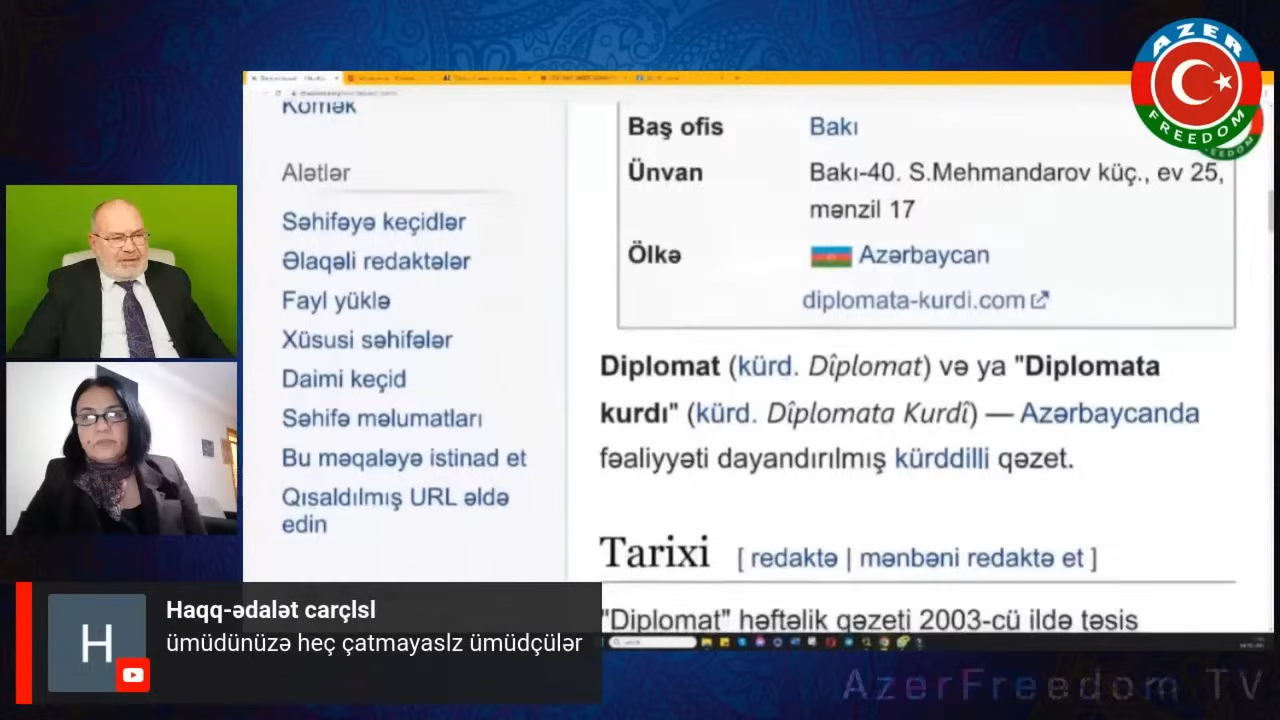 AZER
FREEDOM
Kömək
Alətlər
Səhifəyə keçidlər
Əlaqəli redaktələr
Fayl yüklə
Xüsusi səhifələr
Daimi keçid
Səhifə məlumatları
Bu məqaləyə istinad et
Qısaldılmış URL əldə
edin
Baş ofis Bakı
Ünvan Bakı-40. S.Mehmandarov küç., ev 25,
mənzil 17
Ölkə Azərbaycan
diplomata-kurdi.com
Diplomat (kürd. Dîplomat) və ya "Diplomata
kurdı" (kürd. Dîplomata Kurdî) — Azərbaycanda
fəaliyyəti dayandırılmış kürddilli qəzet.
Tarixi [ redaktə | mənbəni redaktə et ]
"Diplomat" həftəlik qəzeti 2003-cü ildə təsis
H
Haqq-ədalət carçlsl
ümüdünüzə heç çatmayaslz ümüdçülər
AzerFreedom TV